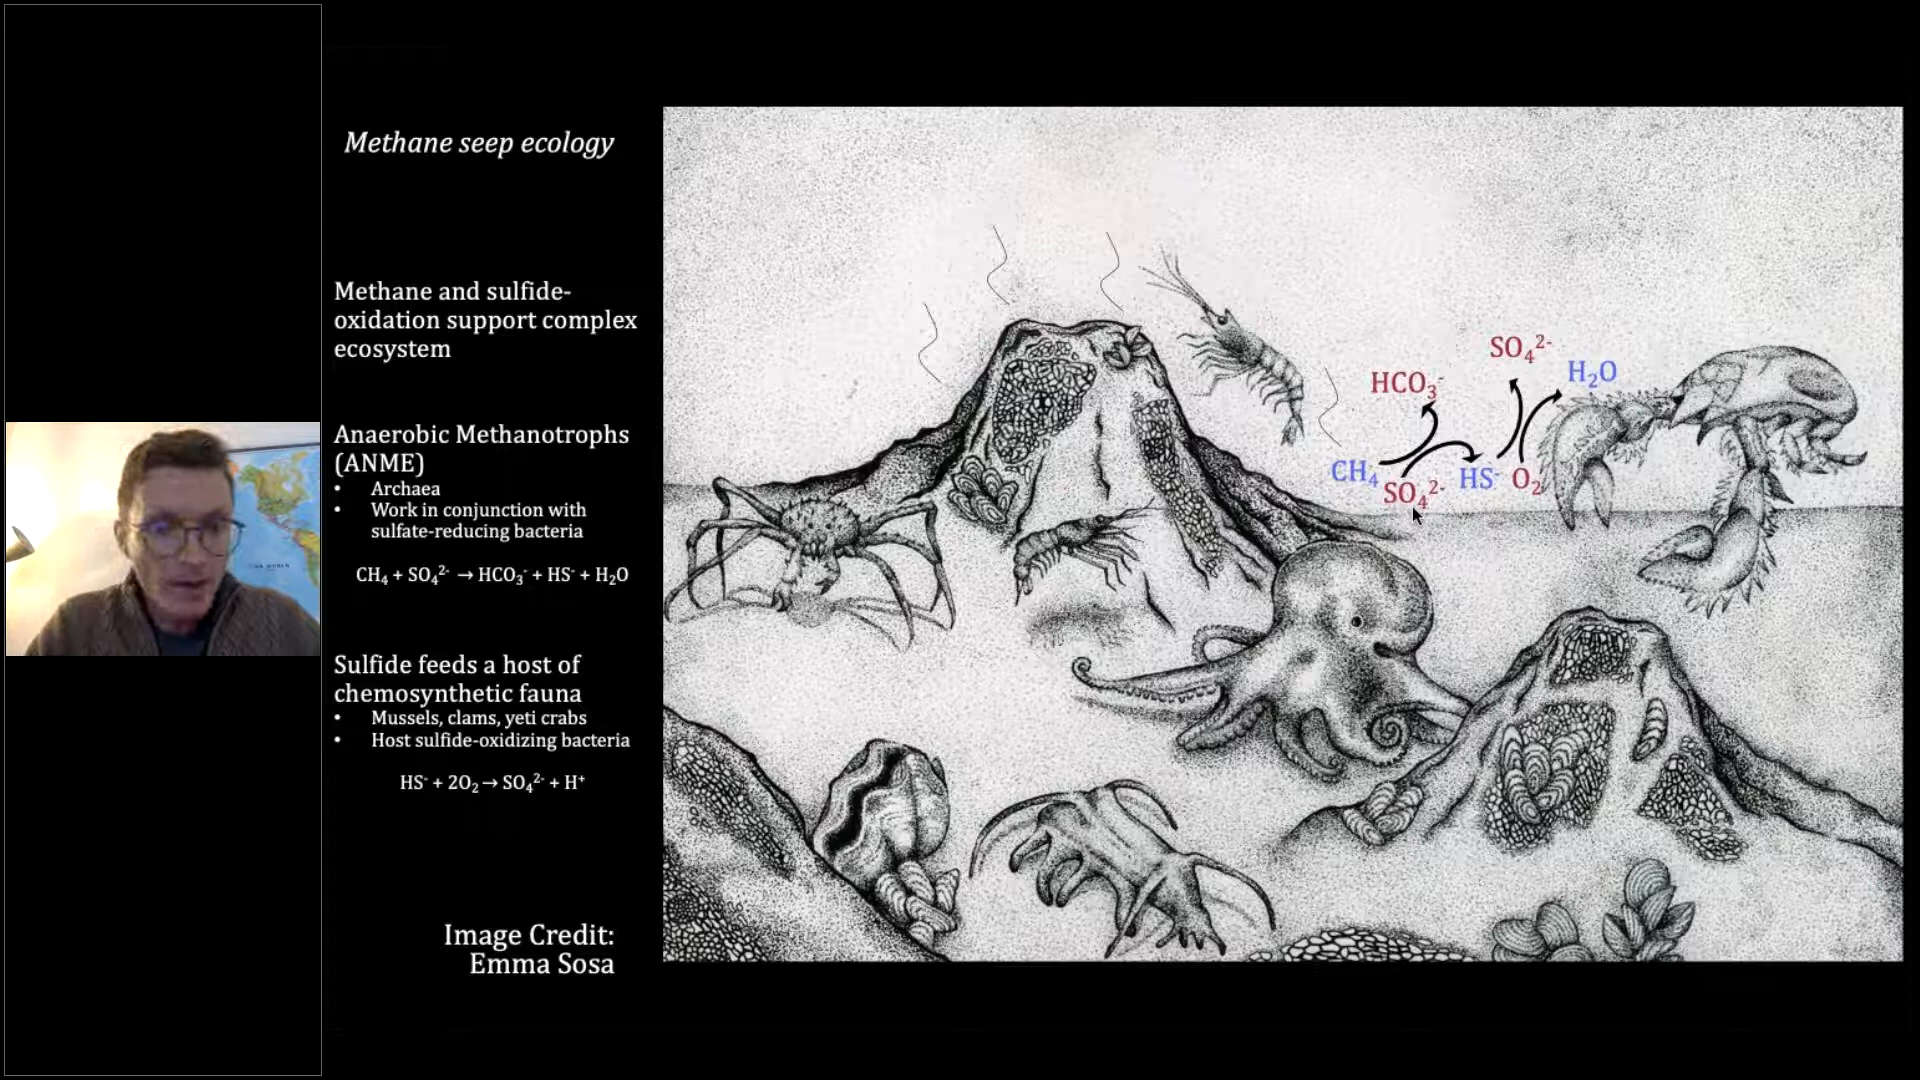 Methane seep ecology
Methane and sulfide-
oxidation support complex
ecosystem
Anaerobic Methanotrophs
(ANME)
• Archaea
• Work in conjunction with
sulfate-reducing bacteria
CH₄ + SO₄²⁻ → HCO₃⁻ + HS⁻ + H₂O
Sulfide feeds a host of
chemosynthetic fauna
• Mussels, clams, yeti crabs
• Host sulfide-oxidizing bacteria
HS⁻ + 2O₂ → SO₄²⁻ + H⁺
Image Credit:
Emma Sosa
SO₄²⁻
H₂O
HCO₃⁻
CH₄
SO₄²⁻
HS⁻
O₂